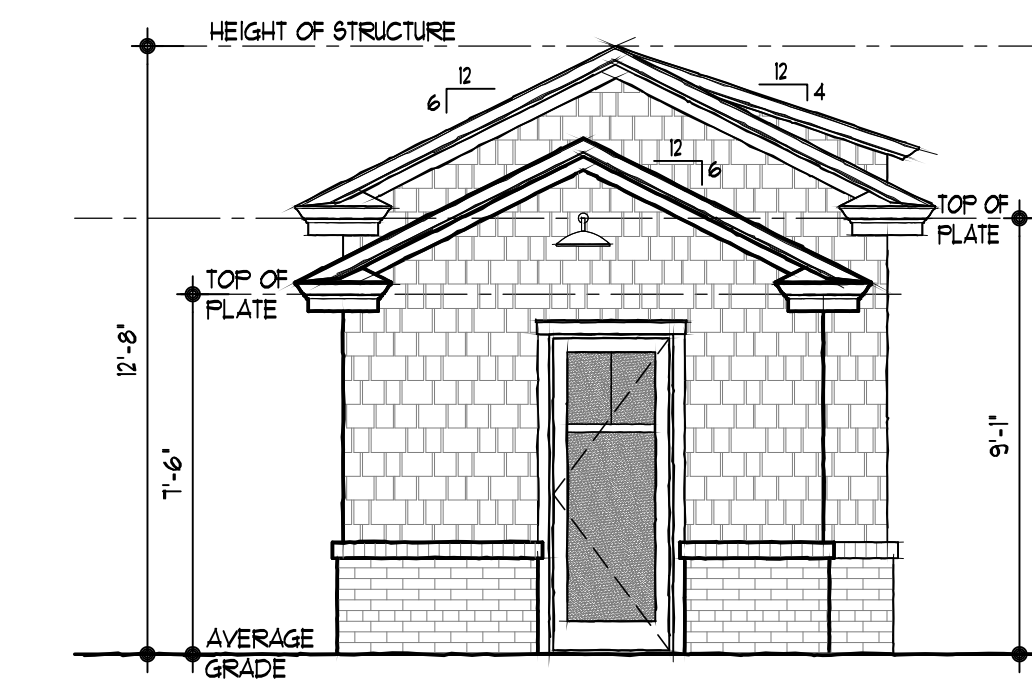 HEIGHT OF STRUCTURE
12
6
12
4
12
6
TOP OF
PLATE
TOP OF
PLATE
12'-8"
7'-6"
9'-1"
AVERAGE
GRADE